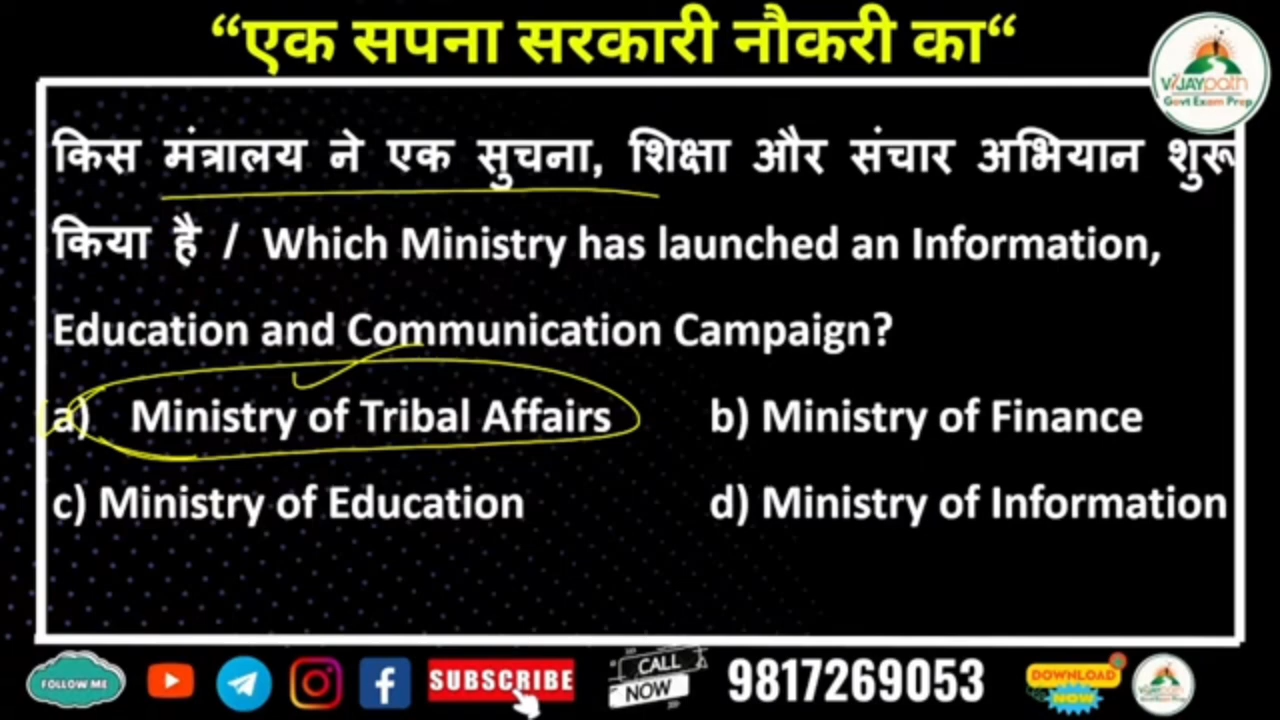 “एक सपना सरकारी नौकरी का“
VIJAYpath
Govt Exam Prep
किस मंत्रालय ने एक सुचना, शिक्षा और संचार अभियान शुरू
किया है / Which Ministry has launched an Information,
Education and Communication Campaign?
a) Ministry of Tribal Affairs
b) Ministry of Finance
c) Ministry of Education
d) Ministry of Information
FOLLOW ME
SUBSCRIBE
CALL
NOW
9817269053
DOWNLOAD
NOW
VIJAYpath